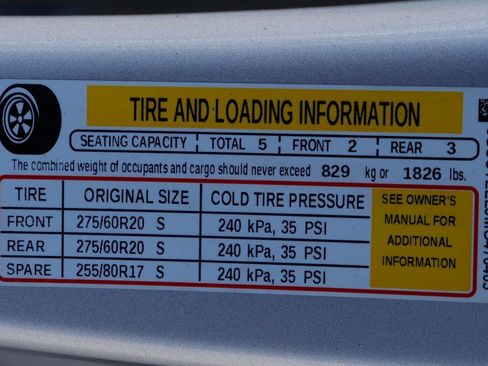 TIRE AND LOADING INFORMATION
SEATING CAPACITY TOTAL 5 FRONT 2 REAR 3
The combined weight of occupants and cargo should never exceed 829 kg or 1826 lbs.
TIRE ORIGINAL SIZE COLD TIRE PRESSURE
FRONT 275/60R20 S 240 kPa, 35 PSI
REAR 275/60R20 S 240 kPa, 35 PSI
SPARE 255/80R17 S 240 kPa, 35 PSI
SEE OWNER'S
MANUAL FOR
ADDITIONAL
INFORMATION